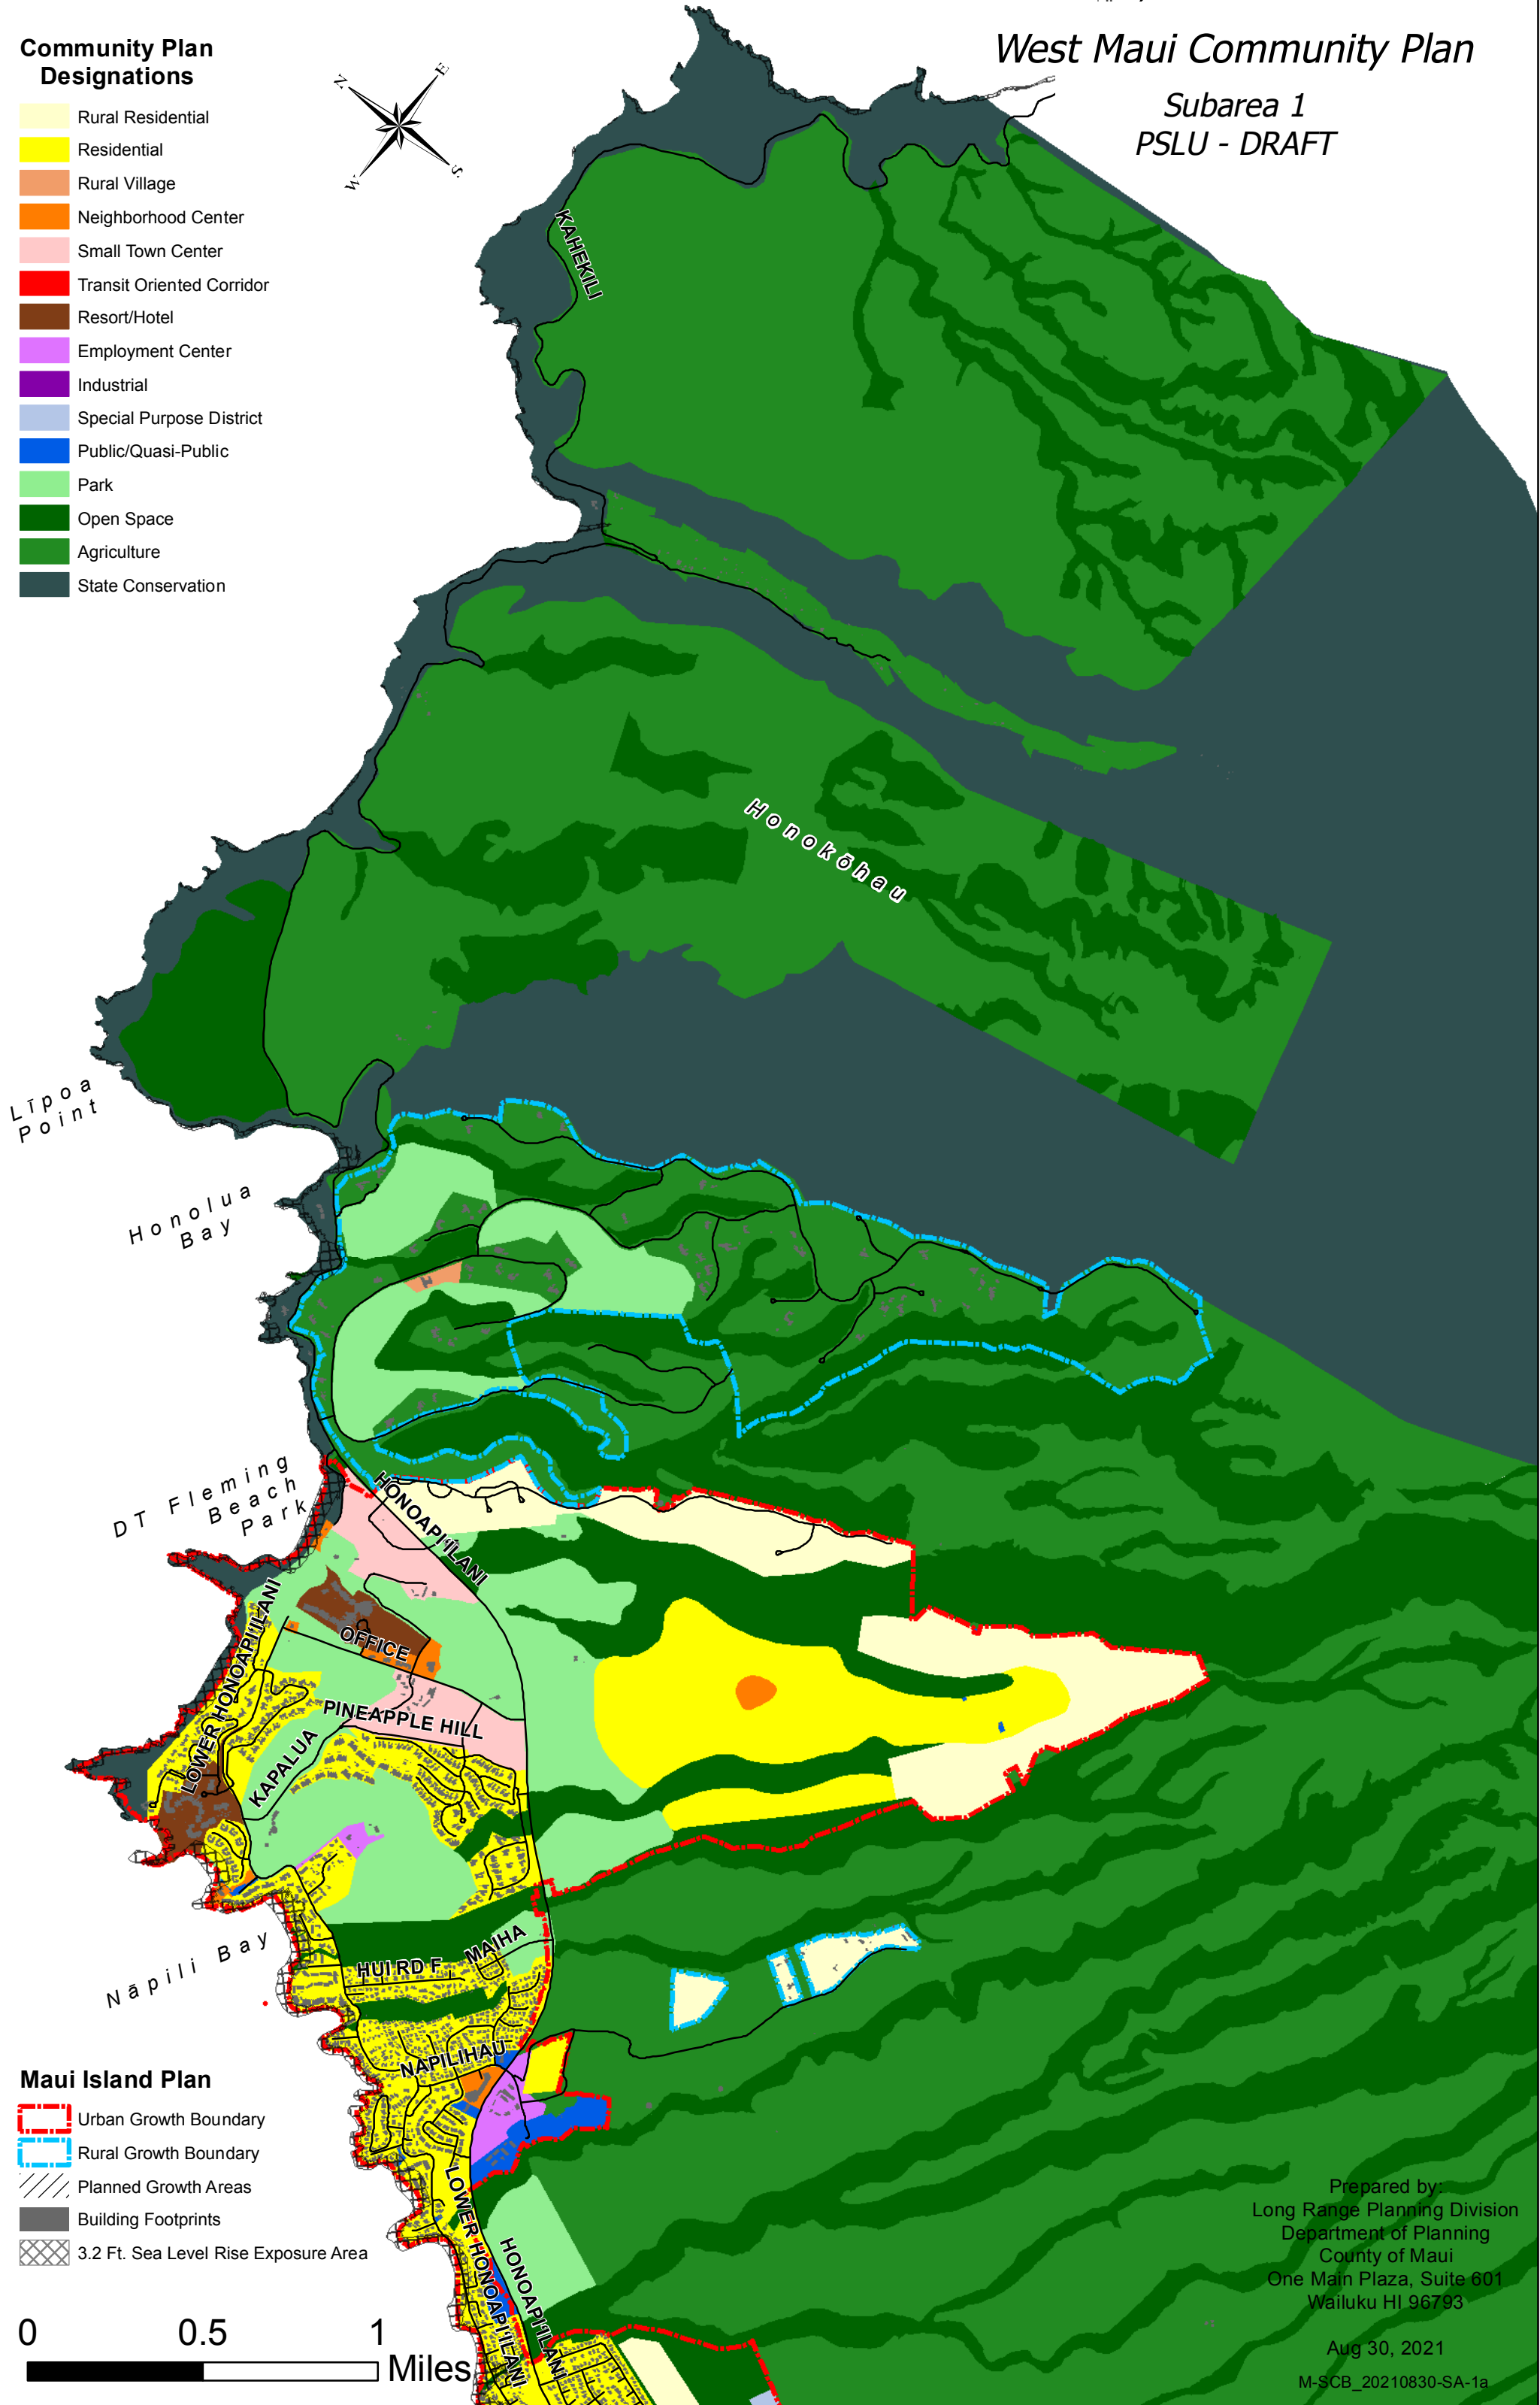 West Maui Community Plan
Subarea 1
PSLU - DRAFT
Community Plan
Designations
Rural Residential
Residential
Rural Village
Neighborhood Center
Small Town Center
Transit Oriented Corridor
Resort/Hotel
Employment Center
Industrial
Special Purpose District
Public/Quasi-Public
Park
Open Space
Agriculture
State Conservation
N
E
W
S
KAHEKILI
Honokōhau
Līpoa
Point
Honolua
Bay
DT Fleming
Beach
Park
HONOAPI'ILANI
LOWER HONOAPI'ILANI
OFFICE
PINEAPPLE HILL
KAPALUA
Nāpili Bay
HUI RD F
MAIHA
NAPILIHAU
LOWER HONOAPI'ILANI
HONOAPI'ILANI
Maui Island Plan
Urban Growth Boundary
Rural Growth Boundary
Planned Growth Areas
Building Footprints
3.2 Ft. Sea Level Rise Exposure Area
0 0.5 1
Miles
Prepared by:
Long Range Planning Division
Department of Planning
County of Maui
One Main Plaza, Suite 601
Wailuku HI 96793
Aug 30, 2021
M-SCB_20210830-SA-1a